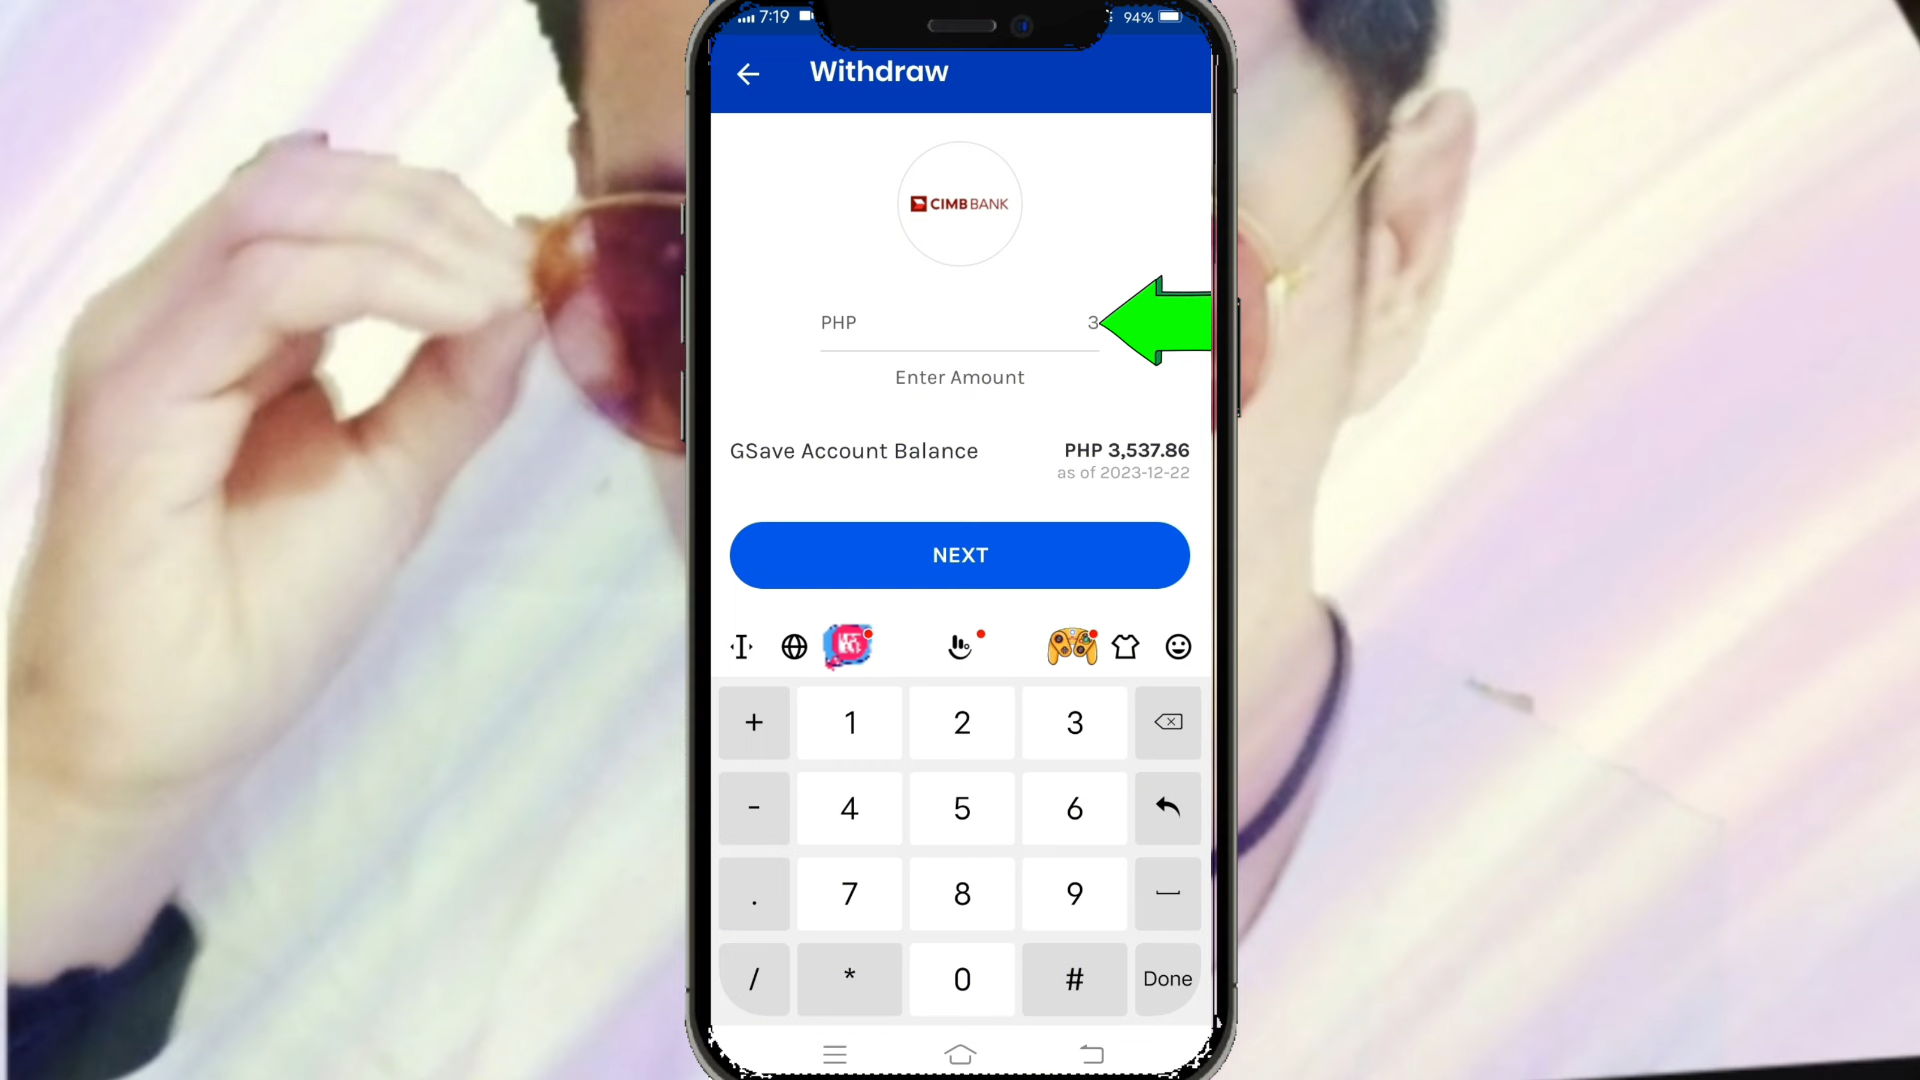 7:19
94%
Withdraw
CIMB BANK
PHP 3
Enter Amount
GSave Account Balance PHP 3,537.86
as of 2023-12-22
NEXT
+ 1 2 3
- 4 5 6
. 7 8 9
/ * 0 # Done